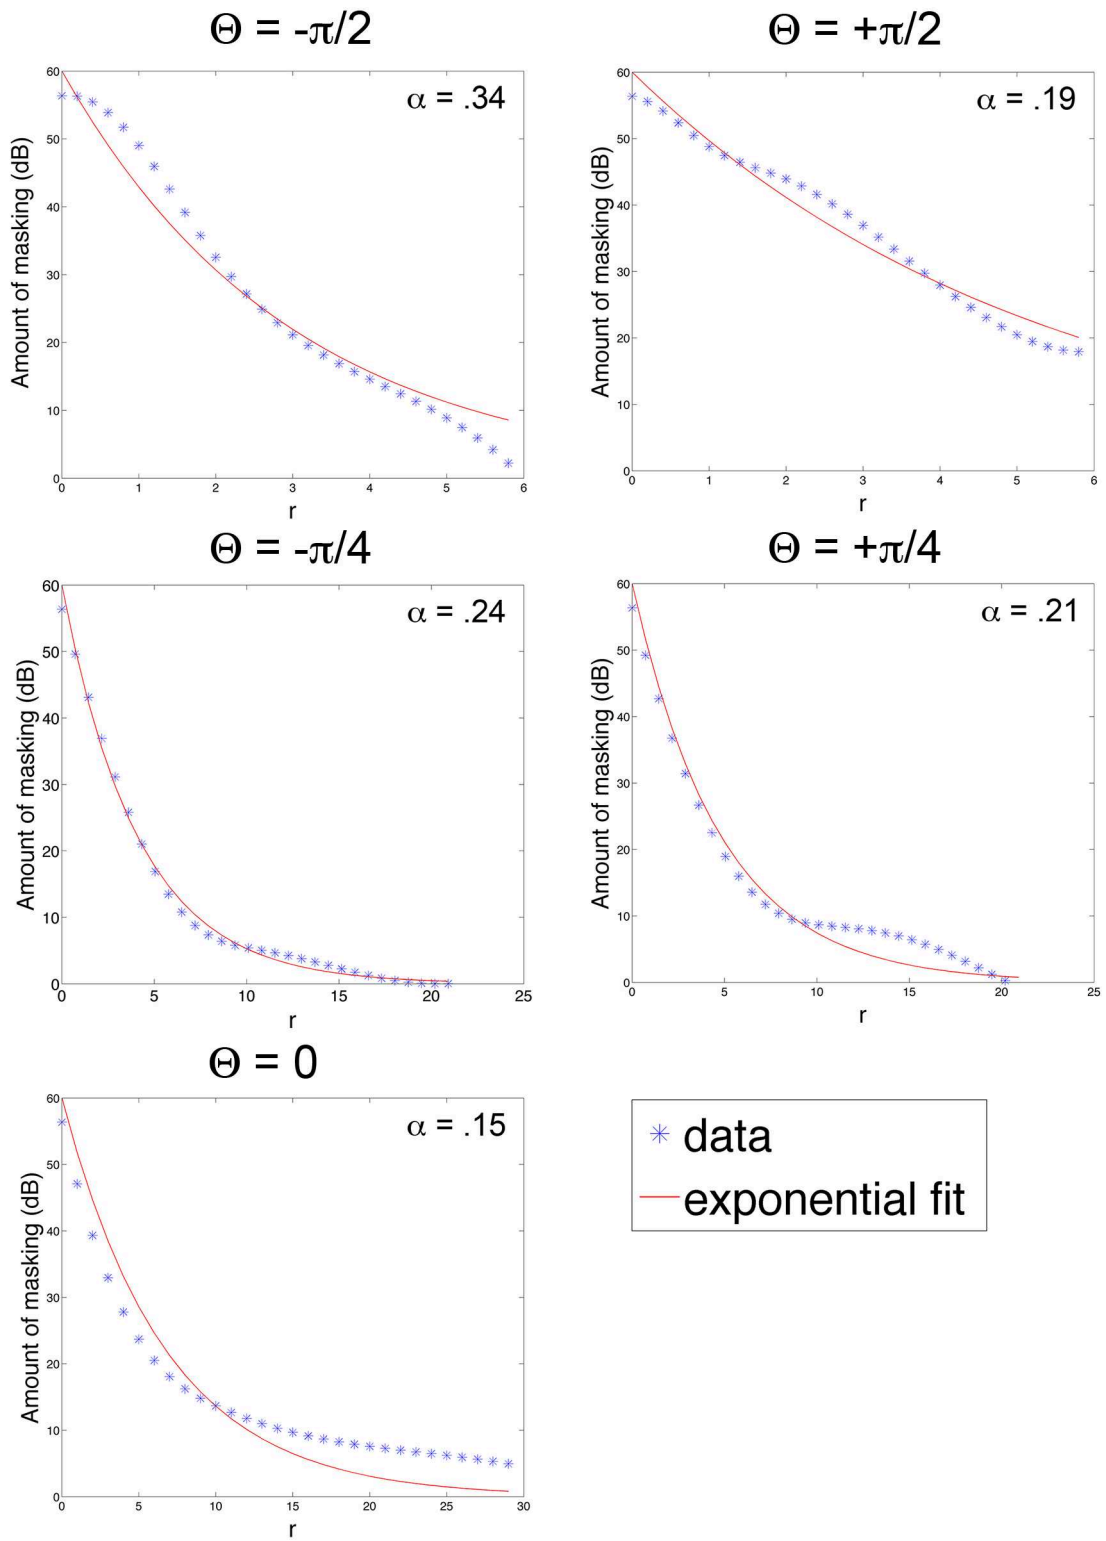 Θ = -π/2
α = .34
Amount of masking (dB)
60
50
40
30
20
10
0
0 1 2 3 4 5 6
r
Θ = +π/2
α = .19
Amount of masking (dB)
60
50
40
30
20
10
0
0 1 2 3 4 5 6
r
Θ = -π/4
α = .24
Amount of masking (dB)
60
50
40
30
20
10
0
0 5 10 15 20 25
r
Θ = +π/4
α = .21
Amount of masking (dB)
60
50
40
30
20
10
0
0 5 10 15 20 25
r
Θ = 0
α = .15
Amount of masking (dB)
60
50
40
30
20
10
0
0 5 10 15 20 25 30
r
data
exponential fit